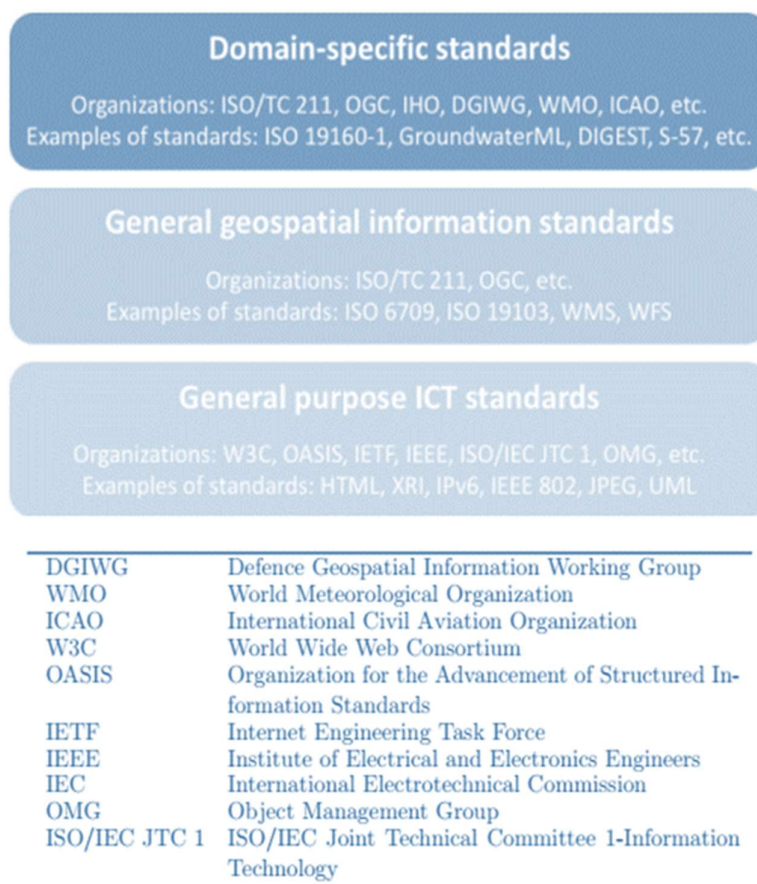 Domain-specific standards
Organizations: ISO/TC 211, OGC, IHO, DGIWG, WMO, ICAO, etc.
Examples of standards: ISO 19160-1, GroundwaterML, DIGEST, S-57, etc.
General geospatial information standards
Organizations: ISO/TC 211, OGC, etc.
Examples of standards: ISO 6709, ISO 19103, WMS, WFS
General purpose ICT standards
Organizations: W3C, OASIS, IETF, IEEE, ISO/IEC JTC 1, OMG, etc.
Examples of standards: HTML, XRI, IPv6, IEEE 802, JPEG, UML
DGIWG Defence Geospatial Information Working Group
WMO World Meteorological Organization
ICAO International Civil Aviation Organization
W3C World Wide Web Consortium
OASIS Organization for the Advancement of Structured In-
formation Standards
IETF Internet Engineering Task Force
IEEE Institute of Electrical and Electronics Engineers
IEC International Electrotechnical Commission
OMG Object Management Group
ISO/IEC JTC 1 ISO/IEC Joint Technical Committee 1-Information
Technology